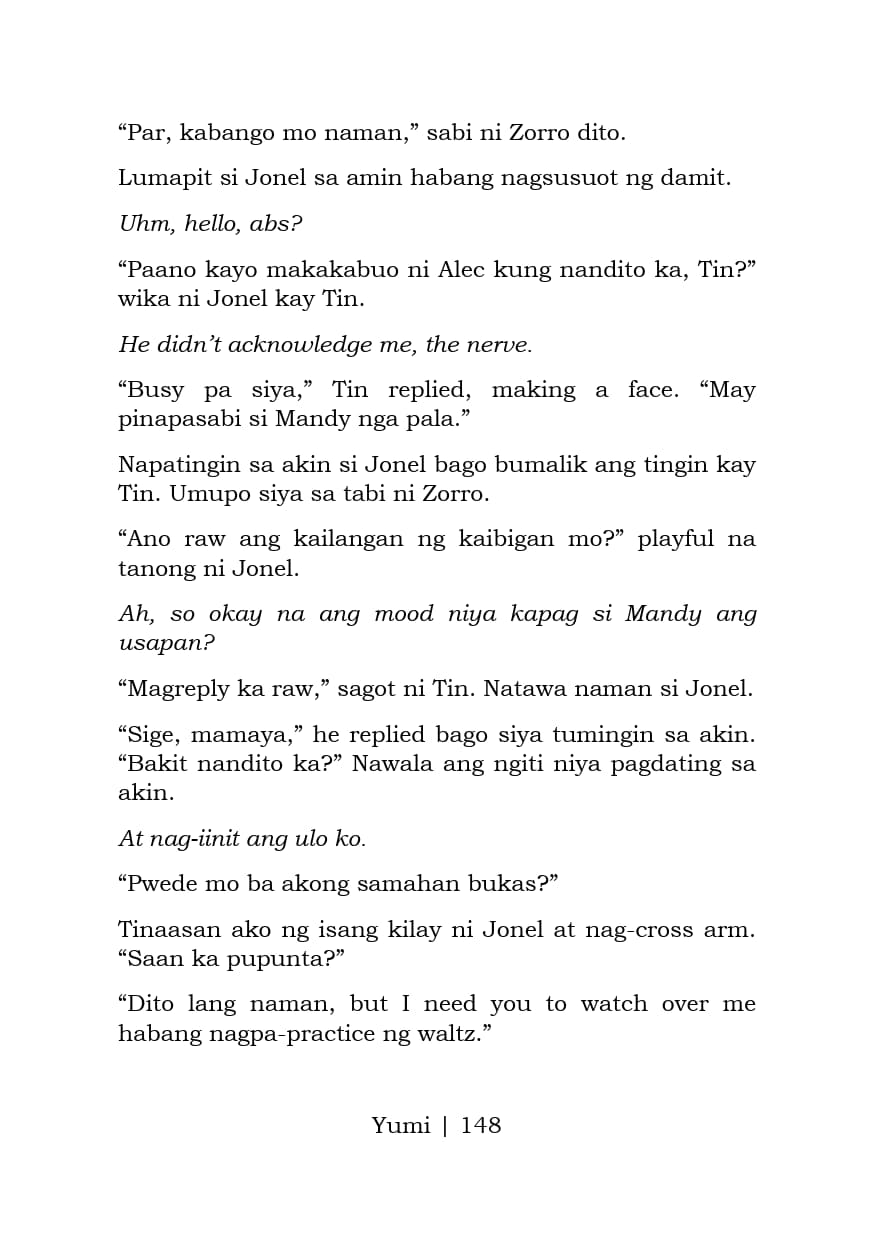 “Par, kabango mo naman,” sabi ni Zorro dito.
Lumapit si Jonel sa amin habang nagsusuot ng damit.
Uhm, hello, abs?
“Paano kayo makakabuo ni Alec kung nandito ka, Tin?”
wika ni Jonel kay Tin.
He didn’t acknowledge me, the nerve.
“Busy pa siya,” Tin replied, making a face. “May
pinapasabi si Mandy nga pala.”
Napatingin sa akin si Jonel bago bumalik ang tingin kay
Tin. Umupo siya sa tabi ni Zorro.
“Ano raw ang kailangan ng kaibigan mo?” playful na
tanong ni Jonel.
Ah, so okay na ang mood niya kapag si Mandy ang
usapan?
“Magreply ka raw,” sagot ni Tin. Natawa naman si Jonel.
“Sige, mamaya,” he replied bago siya tumingin sa akin.
“Bakit nandito ka?” Nawala ang ngiti niya pagdating sa
akin.
At nag-iinit ang ulo ko.
“Pwede mo ba akong samahan bukas?”
Tinaasan ako ng isang kilay ni Jonel at nag-cross arm.
“Saan ka pupunta?”
“Dito lang naman, but I need you to watch over me
habang nagpa-practice ng waltz.”
Yumi | 148